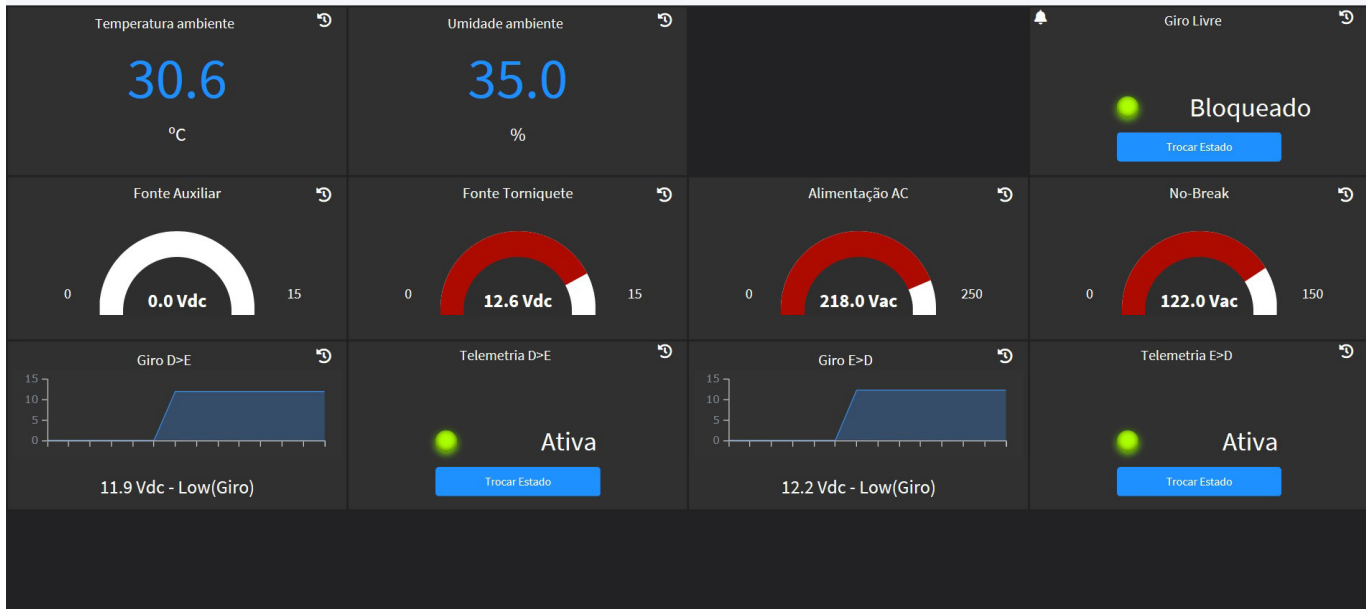 Temperatura ambiente
30.6
ºC
Umidade ambiente
35.0
%
Giro Livre
Bloqueado
Trocar Estado
Fonte Auxiliar
0
0.0 Vdc
15
Fonte Torniquete
0
12.6 Vdc
15
Alimentação AC
0
218.0 Vac
250
No-Break
0
122.0 Vac
150
Giro D>E
15
10
5
0
11.9 Vdc - Low(Giro)
Telemetria D>E
Ativa
Trocar Estado
Giro E>D
15
10
5
0
12.2 Vdc - Low(Giro)
Telemetria E>D
Ativa
Trocar Estado